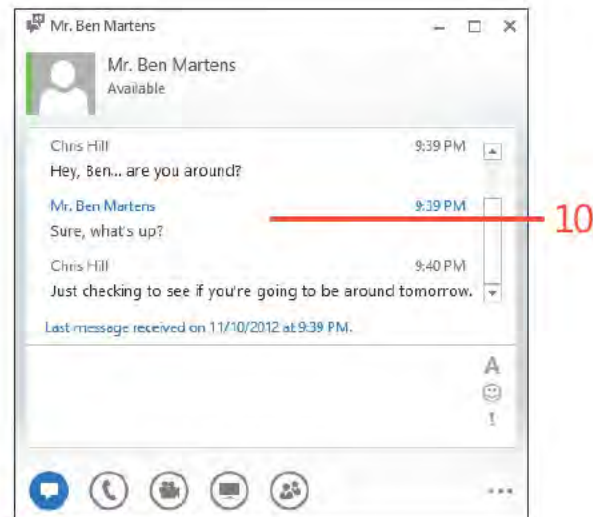 Mr. Ben Martens
Mr. Ben Martens
Available
Chris Hill 9:39 PM
Hey, Ben... are you around?
Mr. Ben Martens 9:39 PM
Sure, what's up?
Chris Hill 9:40 PM
Just checking to see if you're going to be around tomorrow.
Last message received on 11/10/2012 at 9:39 PM.
A
!
10